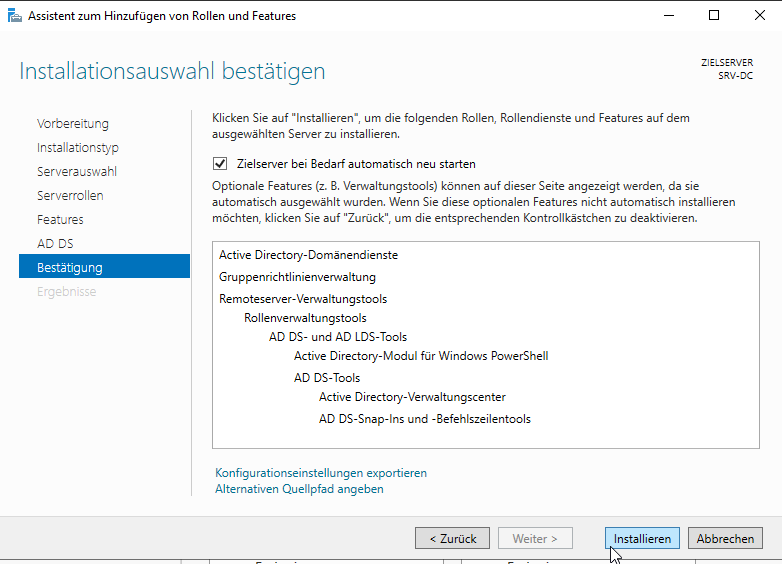 Assistent zum Hinzufügen von Rollen und Features
Installationsauswahl bestätigen
ZIELSERVER
SRV-DC
Vorbereitung
Installationstyp
Serverauswahl
Serverrollen
Features
AD DS
Bestätigung
Ergebnisse
Klicken Sie auf "Installieren", um die folgenden Rollen, Rollendienste und Features auf dem
ausgewählten Server zu installieren.
Zielserver bei Bedarf automatisch neu starten
Optionale Features (z. B. Verwaltungstools) können auf dieser Seite angezeigt werden, da sie
automatisch ausgewählt wurden. Wenn Sie diese optionalen Features nicht automatisch installieren
möchten, klicken Sie auf "Zurück", um die entsprechenden Kontrollkästchen zu deaktivieren.
Active Directory-Domänendienste
Gruppenrichtlinienverwaltung
Remoteserver-Verwaltungstools
Rollenverwaltungstools
AD DS- und AD LDS-Tools
Active Directory-Modul für Windows PowerShell
AD DS-Tools
Active Directory-Verwaltungscenter
AD DS-Snap-Ins und -Befehlszeilentools
Konfigurationseinstellungen exportieren
Alternativen Quellpfad angeben
< Zurück
Weiter >
Installieren
Abbrechen